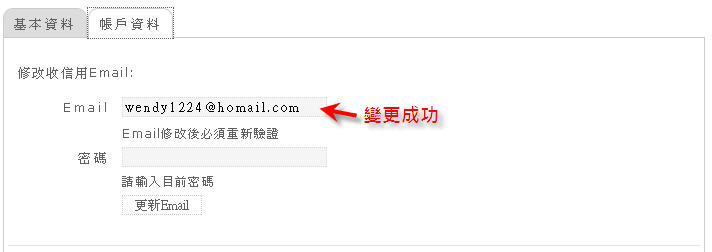 基本資料 帳戶資料
修改收信用Email:
Email wendy1224@homail.com
變更成功
Email修改後必須重新驗證
密碼
請輸入目前密碼
更新Email